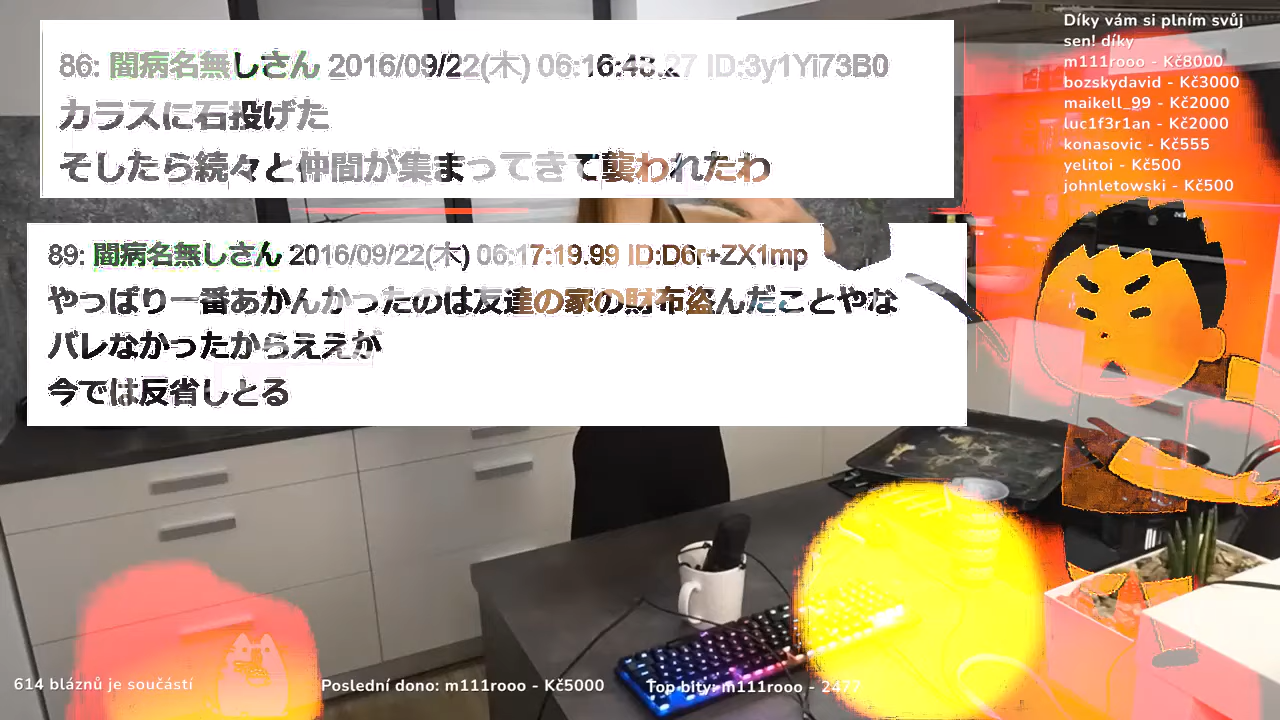 86: 闇病名無しさん 2016/09/22(木) 06:16:43.27 ID:3y1Yi73B0
カラスに石投げた
そしたら続々と仲間が集まってきて襲われたわ
89: 闇病名無しさん 2016/09/22(木) 06:17:19.99 ID:D6r+ZX1mp
やっぱり一番あかんかったのは友達の家の財布盗んだことやな
バレなかったからええが
今では反省しとる
Díky vám si plním svůj
sen! díky
m111rooo - Kč8000
bozskydavid - Kč3000
maikell_99 - Kč2000
luc1f3r1an - Kč2000
konasovic - Kč555
yelitoi - Kč500
johnletowski - Kč500
614 bláznů je součástí
Poslední dono: m111rooo - Kč5000
Top bity: m111rooo - 2477